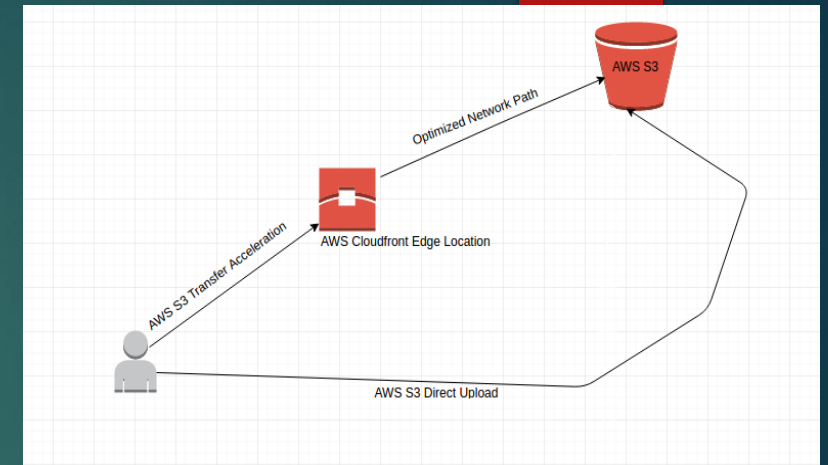 AWS S3
Optimized Network Path
AWS Cloudfront Edge Location
AWS S3 Transfer Acceleration
AWS S3 Direct Upload